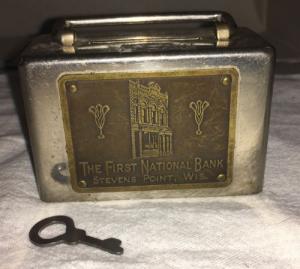 THE FIRST NATIONAL BANK
STEVENS POINT, WIS.